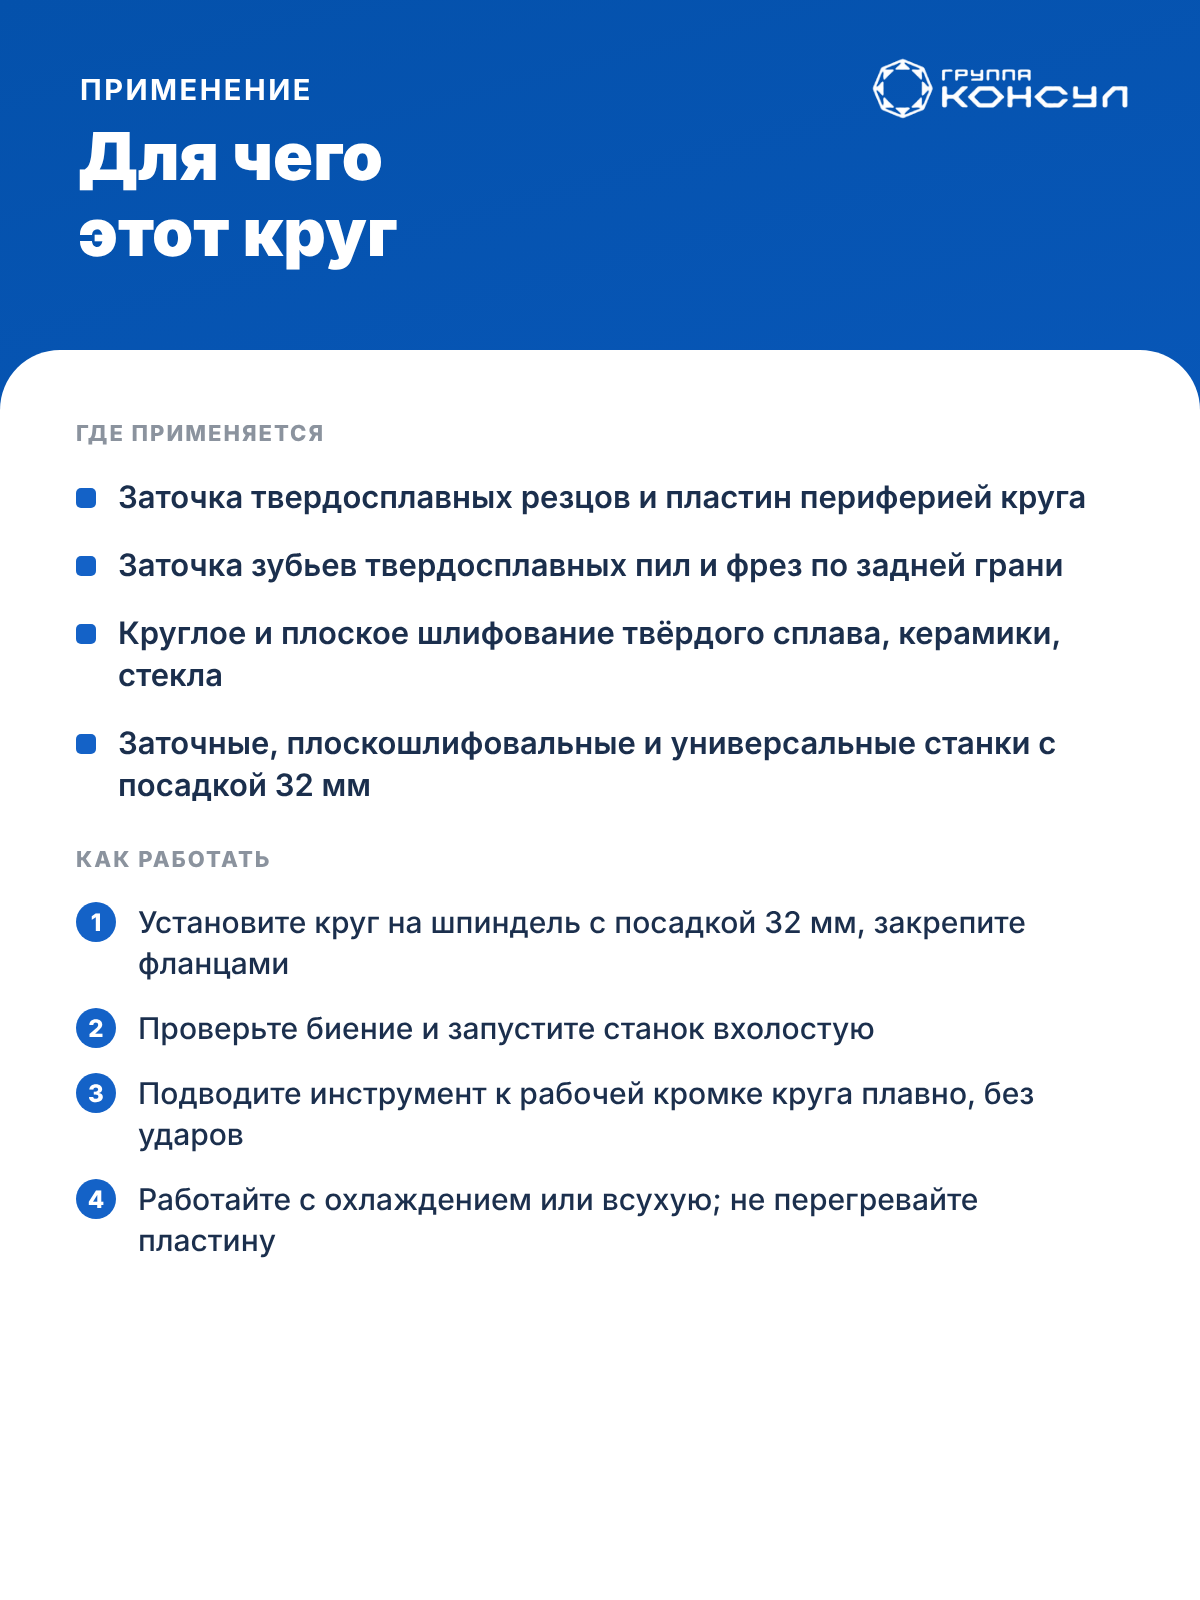 ПРИМЕНЕНИЕ
ГРУППА
КОНСУЛ
Для чего
этот круг
ГДЕ ПРИМЕНЯЕТСЯ
Заточка твердосплавных резцов и пластин периферией круга
Заточка зубьев твердосплавных пил и фрез по задней грани
Круглое и плоское шлифование твёрдого сплава, керамики,
стекла
Заточные, плоскошлифовальные и универсальные станки с
посадкой 32 мм
КАК РАБОТАТЬ
1 Установите круг на шпиндель с посадкой 32 мм, закрепите
фланцами
2 Проверьте биение и запустите станок вхолостую
3 Подводите инструмент к рабочей кромке круга плавно, без
ударов
4 Работайте с охлаждением или всухую; не перегревайте
пластину